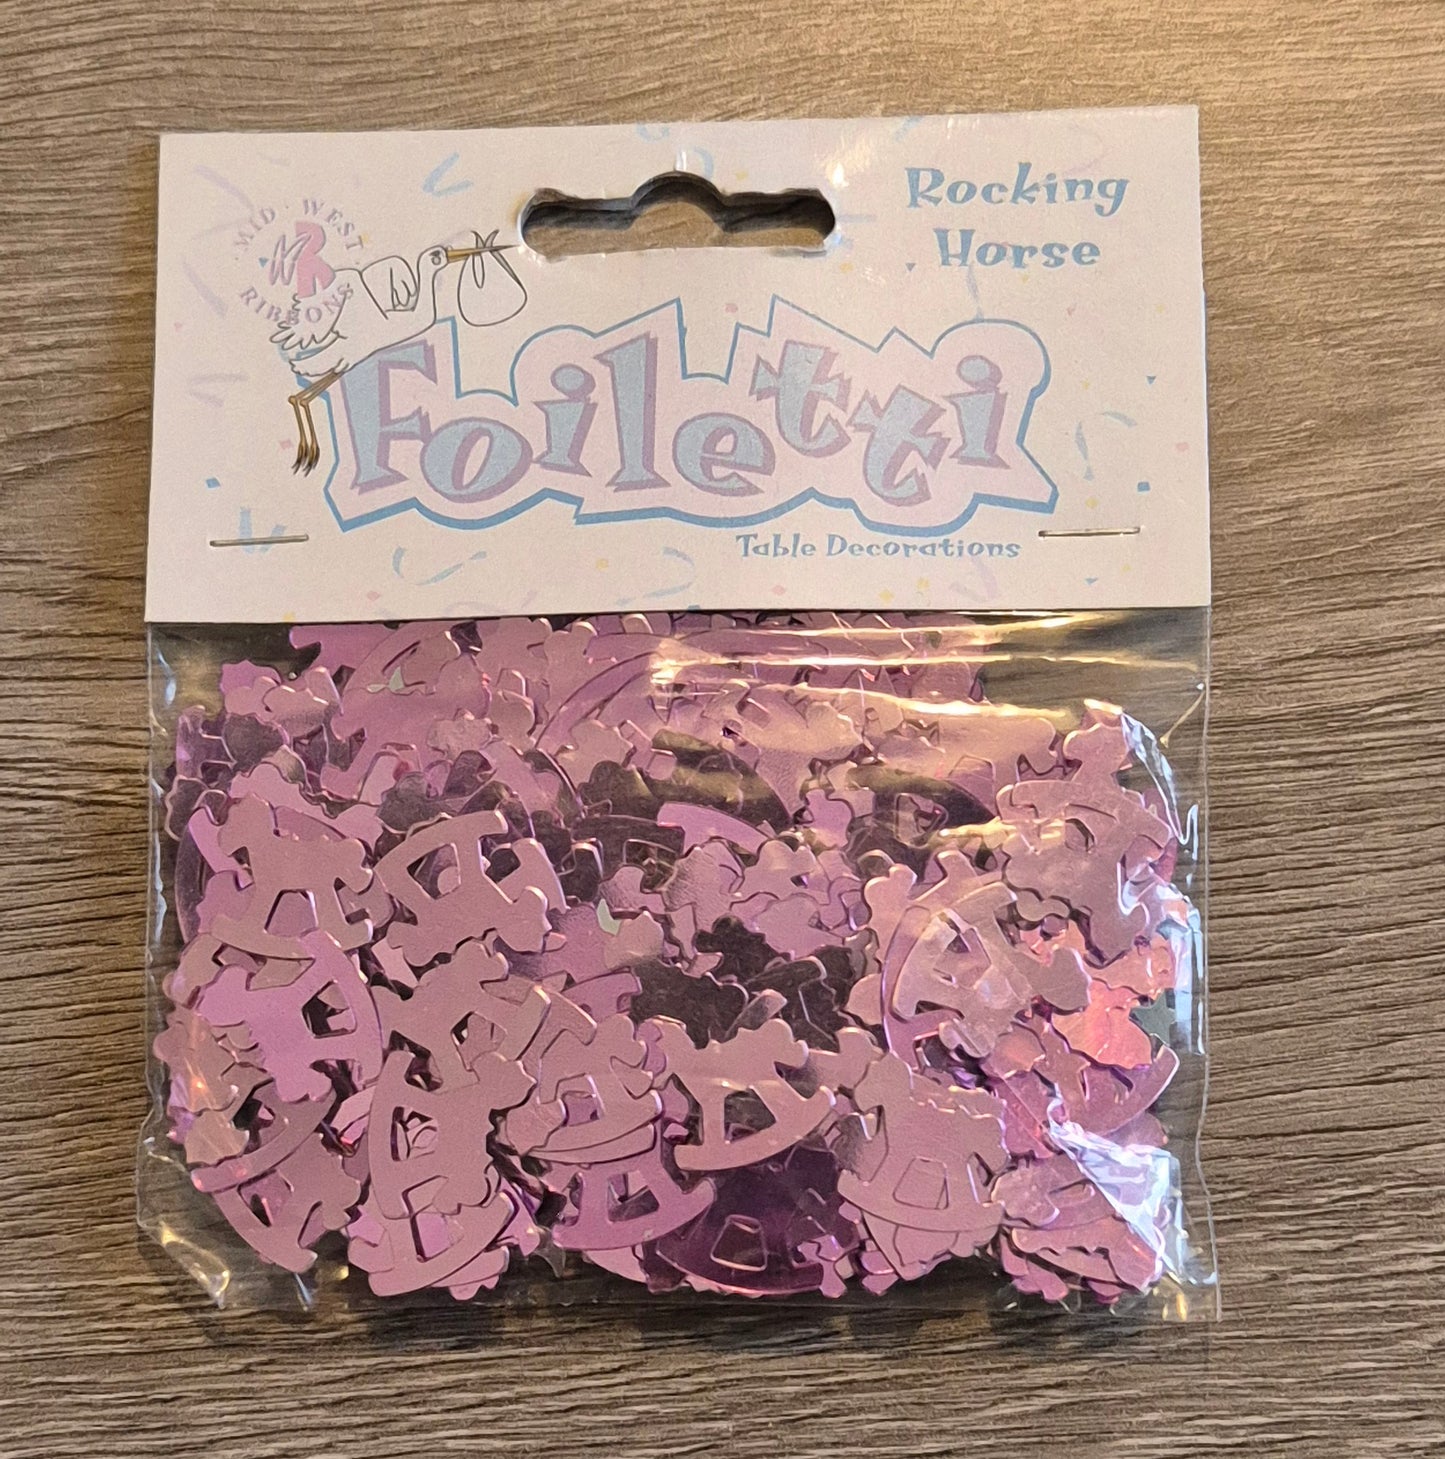 MID · WEST
R
RIBBONS
Rocking
Horse
Foiletti
Table Decorations